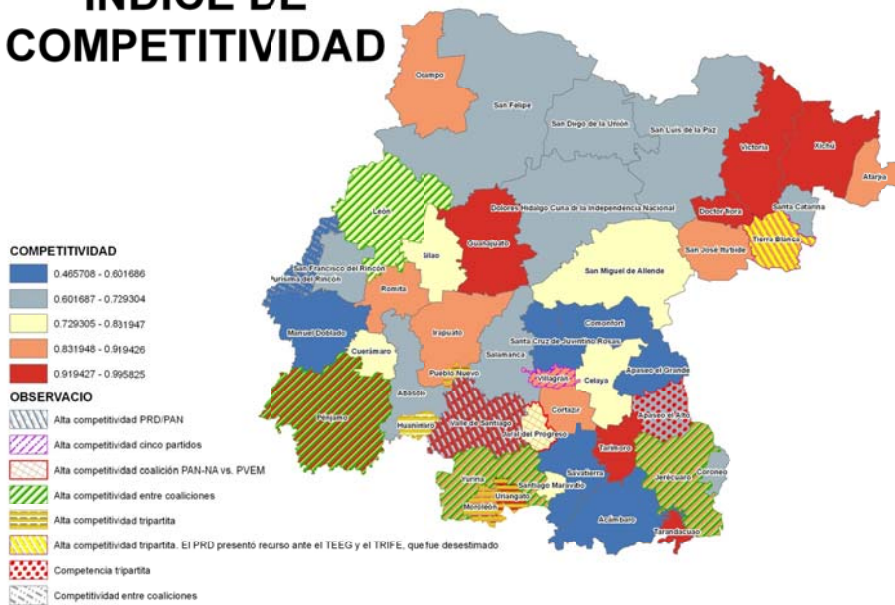 ÍNDICE DE
COMPETITIVIDAD
Ocampo
San Felipe
San Diego de la Unión
San Luis de la Paz
Victoria
Xichú
Atarjea
León
Dolores Hidalgo Cuna de la Independencia Nacional
Doctor Mora
Santa Catarina
Guanajuato
Tierra Blanca
Silao
San José Iturbide
San Francisco del Rincón
San Miguel de Allende
Purísima del Rincón
Romita
Manuel Doblado
Irapuato
Comonfort
Santa Cruz de Juventino Rosas
Cuerámaro
Salamanca
Apaseo el Grande
Pueblo Nuevo
Villagrán
Celaya
Pénjamo
Abasolo
Cortazar
Apaseo el Alto
Huanímaro
Valle de Santiago
Jaral del Progreso
Tarimoro
Salvatierra
Jerécuaro
Coroneo
Yuriria
Santiago Maravatío
Uriangato
Moroleón
Acámbaro
Tarandacuao
COMPETITIVIDAD
0.465708 - 0.601686
0.601687 - 0.729304
0.729305 - 0.831947
0.831948 - 0.919426
0.919427 - 0.995825
OBSERVACIO
Alta competitividad PRD/PAN
Alta competitividad cinco partidos
Alta competitividad coalición PAN-NA vs. PVEM
Alta competitividad entre coaliciones
Alta competitividad tripartita
Alta competitividad tripartita. El PRD presentó recurso ante el TEEG y el TRIFE, que fue desestimado
Competencia tripartita
Competitividad entre coaliciones